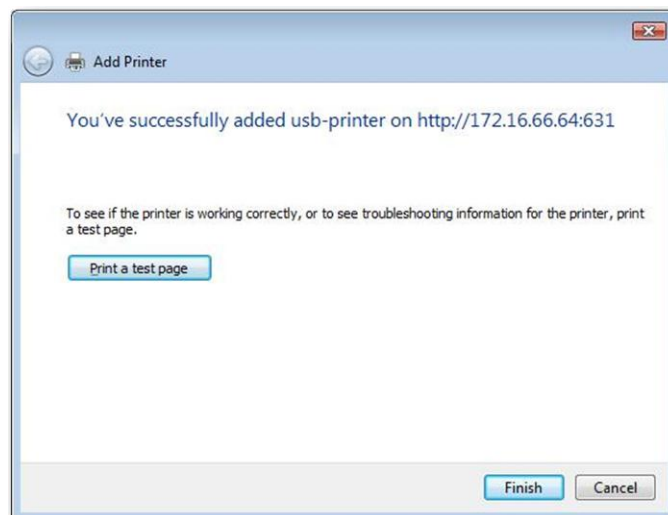 Add Printer
You've successfully added usb-printer on http://172.16.66.64:631
To see if the printer is working correctly, or to see troubleshooting information for the printer, print
a test page.
Print a test page
Finish Cancel